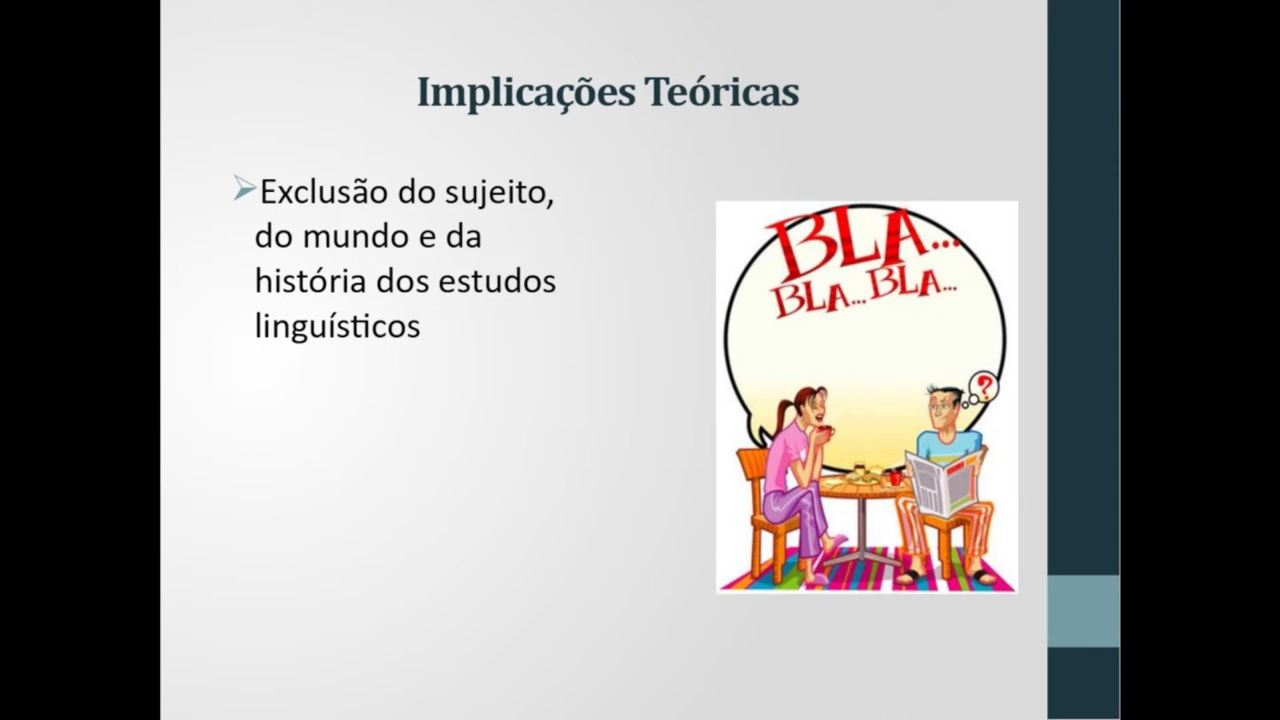 Implicações Teóricas
Exclusão do sujeito,
do mundo e da
história dos estudos
linguísticos
BLA...
BLA... BLA...
?